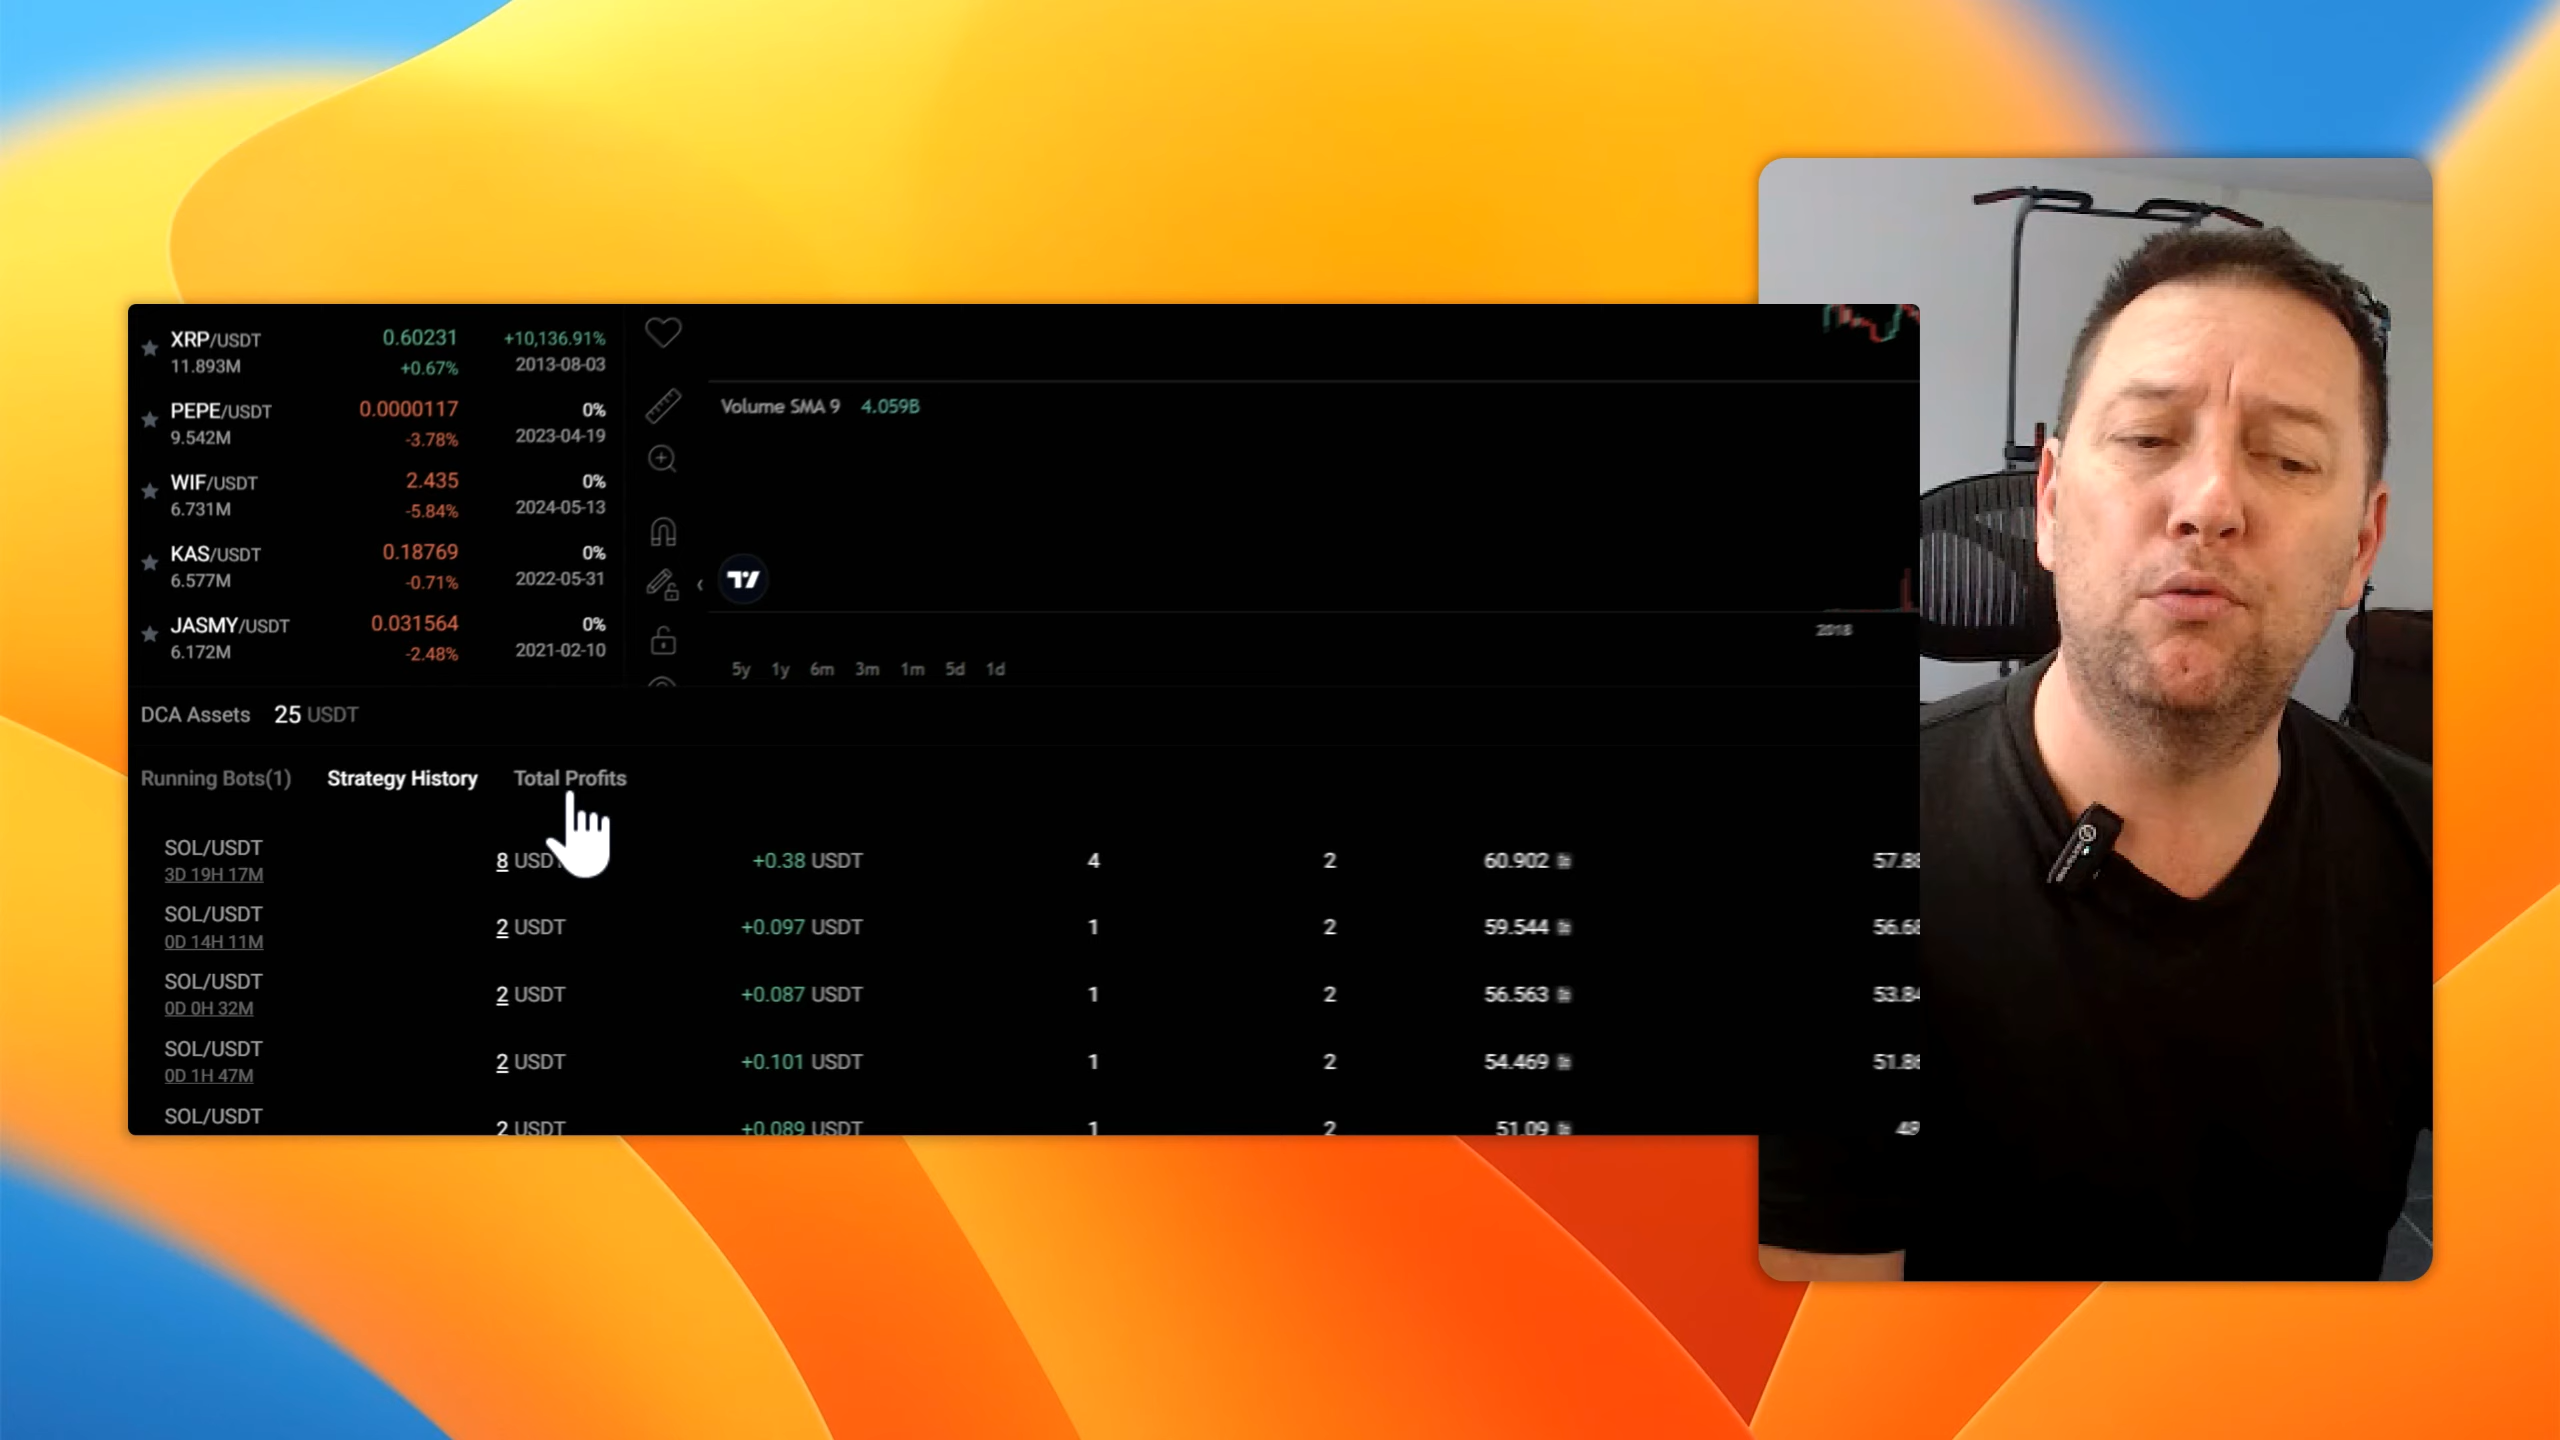 XRP/USDT 0.60231 +10,136.91%
11.893M +0.67% 2013-08-03
PEPE/USDT 0.0000117 0%
9.542M -3.78% 2023-04-19
WIF/USDT 2.435 0%
6.731M -5.84% 2024-05-13
KAS/USDT 0.18769 0%
6.577M -0.71% 2022-05-31
JASMY/USDT 0.031564 0%
6.172M -2.48% 2021-02-10
Volume SMA 9 4.059B
2018
5y 1y 6m 3m 1m 5d 1d
DCA Assets 25 USDT
Running Bots(1) Strategy History Total Profits
SOL/USDT
3D 19H 17M
8 USDT +0.38 USDT 4 2 60.902
SOL/USDT
0D 14H 11M
2 USDT +0.097 USDT 1 2 59.544
SOL/USDT
0D 0H 32M
2 USDT +0.087 USDT 1 2 56.563
SOL/USDT
0D 1H 47M
2 USDT +0.101 USDT 1 2 54.469
SOL/USDT
2 USDT +0.089 USDT 1 2 51.09